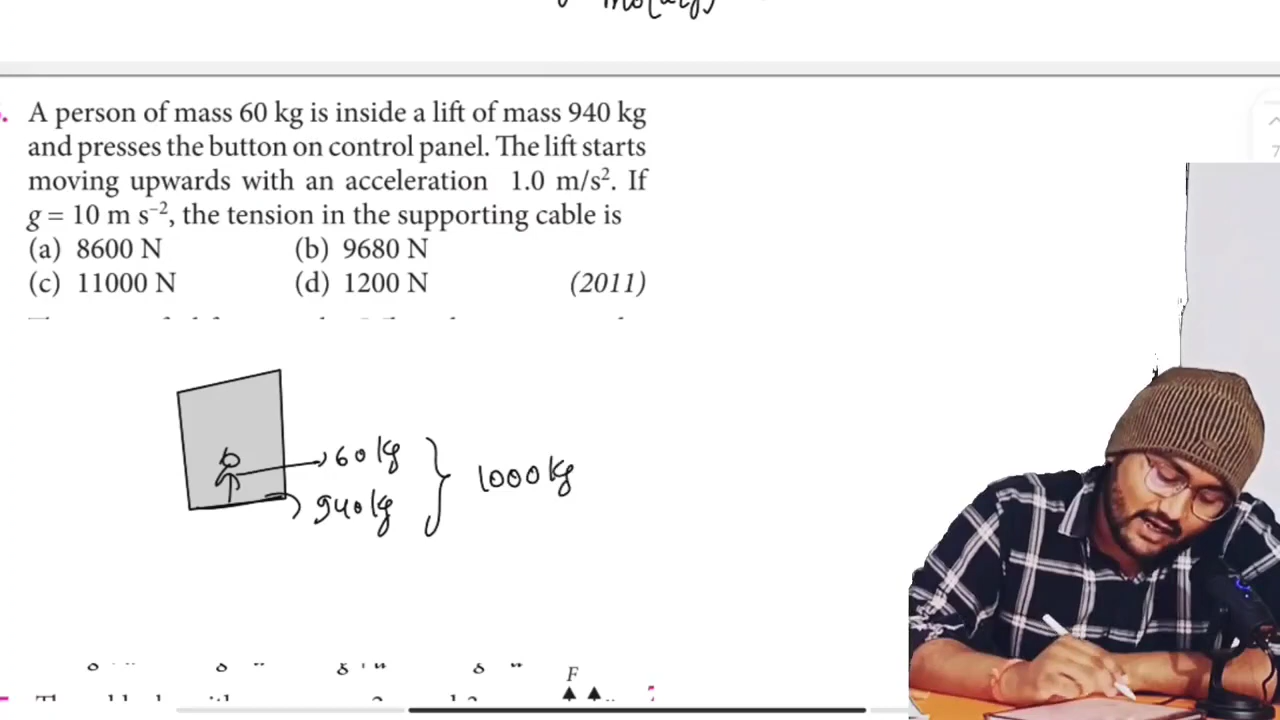 A person of mass 60 kg is inside a lift of mass 940 kg
and presses the button on control panel. The lift starts
moving upwards with an acceleration 1.0 m/s². If
g = 10 m s⁻², the tension in the supporting cable is
(a) 8600 N (b) 9680 N
(c) 11000 N (d) 1200 N (2011)
60 kg
940 kg
1000 kg
F